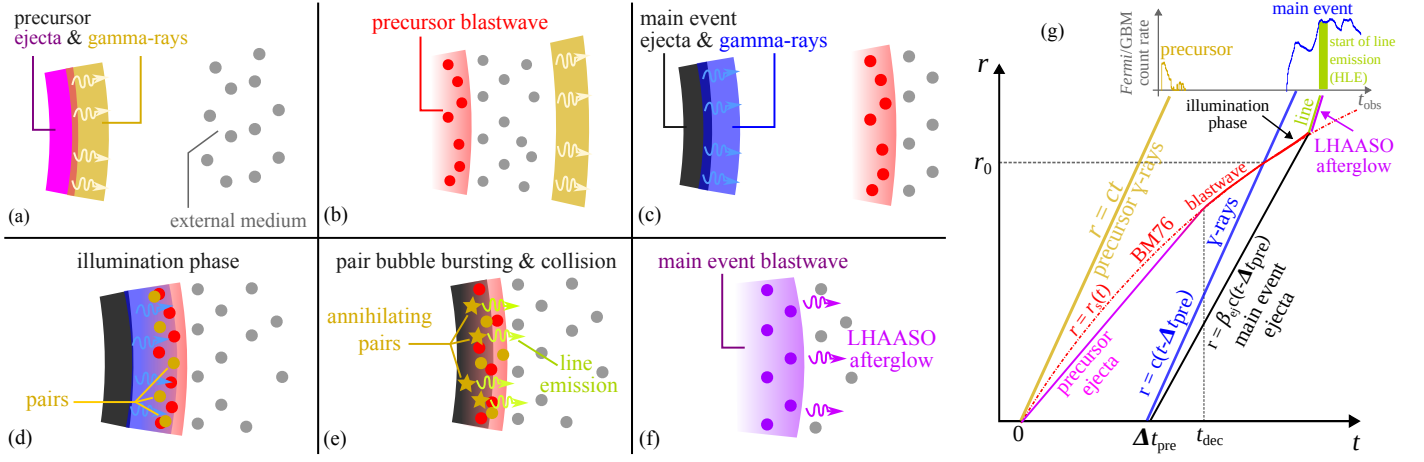 precursor
ejecta & gamma-rays
external medium
(a)
precursor blastwave
(b)
main event
ejecta & gamma-rays
(c)
illumination phase
pairs
(d)
pair bubble bursting & collision
annihilating
pairs
line
emission
(e)
main event blastwave
LHAASO
afterglow
(f)
(g)
main event
precursor
Fermi/GBM
count rate
start of line
emission
(HLE)
t_obs
r
illumination
phase
line
LHAASO
afterglow
r₀
r = ct
precursor γ-rays
blastwave
BM76
r = rₛ(t)
precursor
ejecta
γ-rays
r = c(t-Δt_pre)
r = β_ej c(t-Δt_pre)
main event
ejecta
0
Δt_pre
t_dec
t